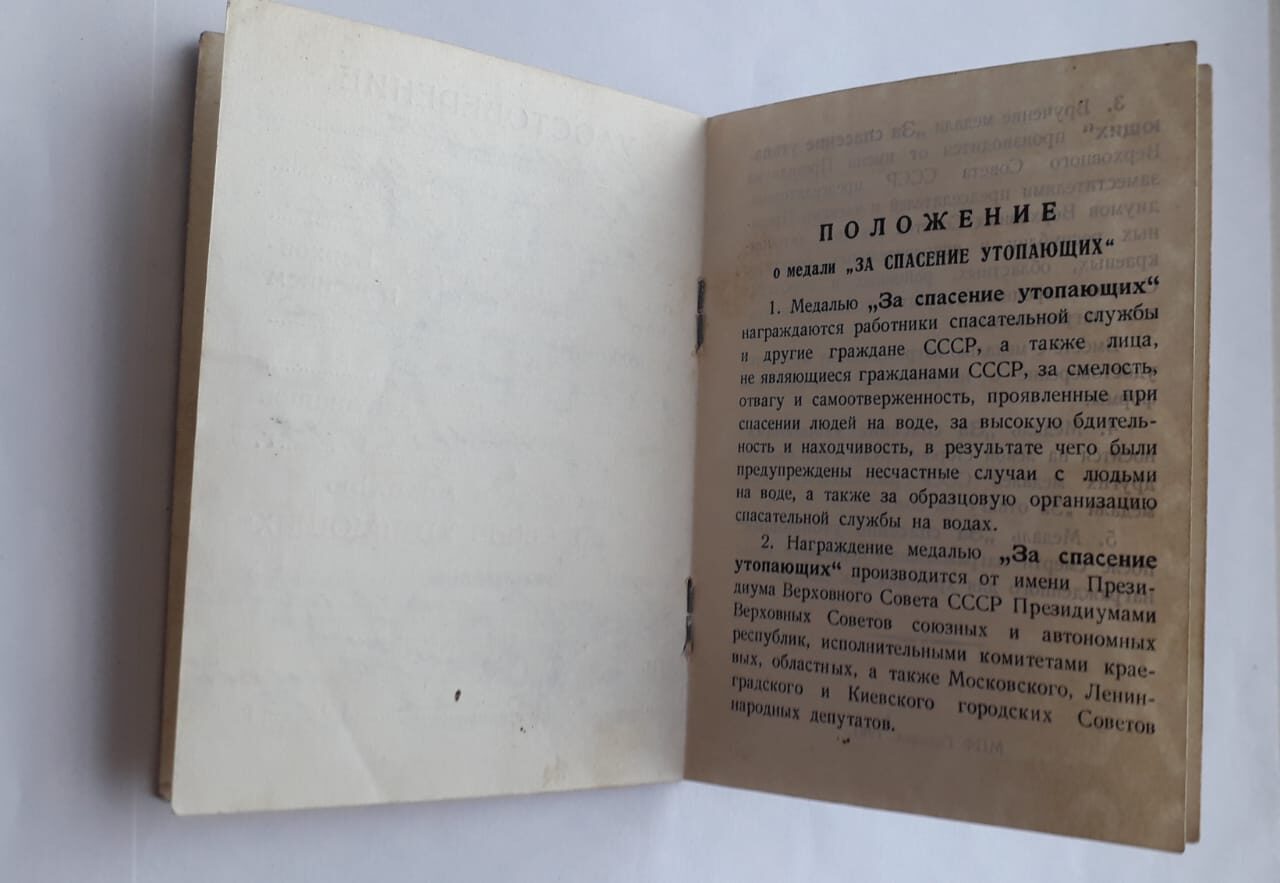 ПОЛОЖЕНИЕ
о медали „ЗА СПАСЕНИЕ УТОПАЮЩИХ“
1. Медалью „За спасение утопающих“
награждаются работники спасательной службы
и другие граждане СССР, а также лица,
не являющиеся гражданами СССР, за смелость,
отвагу и самоотверженность, проявленные при
спасении людей на воде, за высокую бдитель-
ность и находчивость, в результате чего были
предупреждены несчастные случаи с людьми
на воде, а также за образцовую организацию
спасательной службы на водах.
2. Награждение медалью „За спасение
утопающих“ производится от имени Прези-
диума Верховного Совета СССР Президиумами
Верховных Советов союзных и автономных
республик, исполнительными комитетами крае-
вых, областных, а также Московского, Ленин-
градского и Киевского городских Советов
народных депутатов.